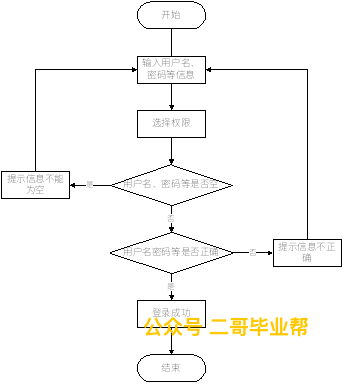 开始
输入用户名、
密码等信息
选择权限
用户名、密码等是否空
是
提示信息不能
为空
否
用户名密码等是否正确
否
提示信息不正
确
是
登录成功
公众号 二哥毕业帮
结束